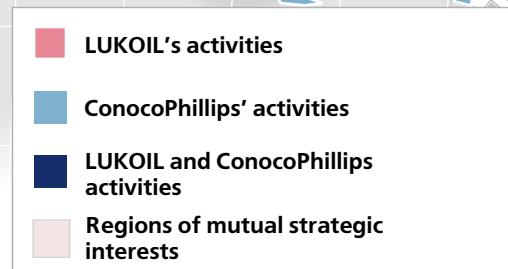 LUKOIL's activities
ConocoPhillips' activities
LUKOIL and ConocoPhillips
activities
Regions of mutual strategic
interests